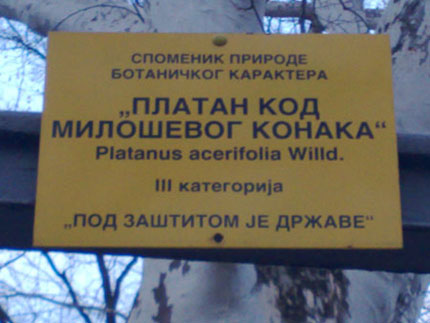 СПОМЕНИК ПРИРОДЕ
БОТАНИЧКОГ КАРАКТЕРА
„ПЛАТАН КОД
МИЛОШЕВОГ КОНАКА“
Platanus acerifolia Willd.
III категорија
„ПОД ЗАШТИТОМ ЈЕ ДРЖАВЕ“